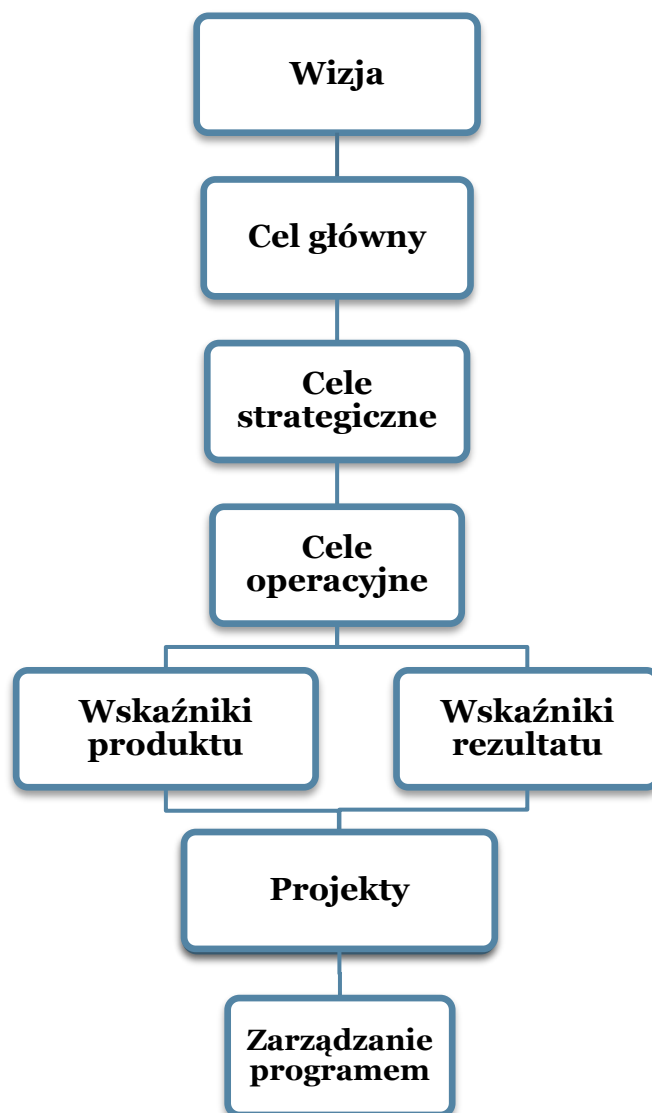 Wizja
Cel główny
Cele
strategiczne
Cele
operacyjne
Wskaźniki
produktu
Wskaźniki
rezultatu
Projekty
Zarządzanie
programem